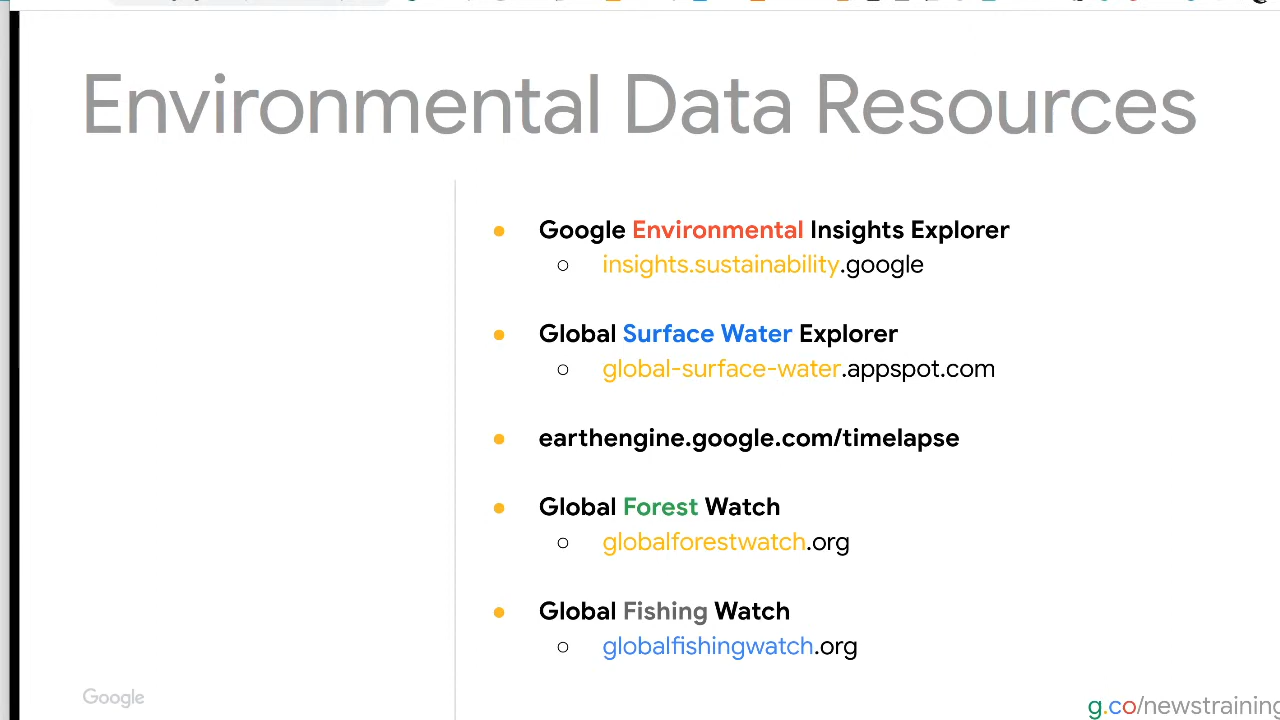 Environmental Data Resources
Google Environmental Insights Explorer
insights.sustainability.google
Global Surface Water Explorer
global-surface-water.appspot.com
earthengine.google.com/timelapse
Global Forest Watch
globalforestwatch.org
Global Fishing Watch
globalfishingwatch.org
Google
g.co/newstraining